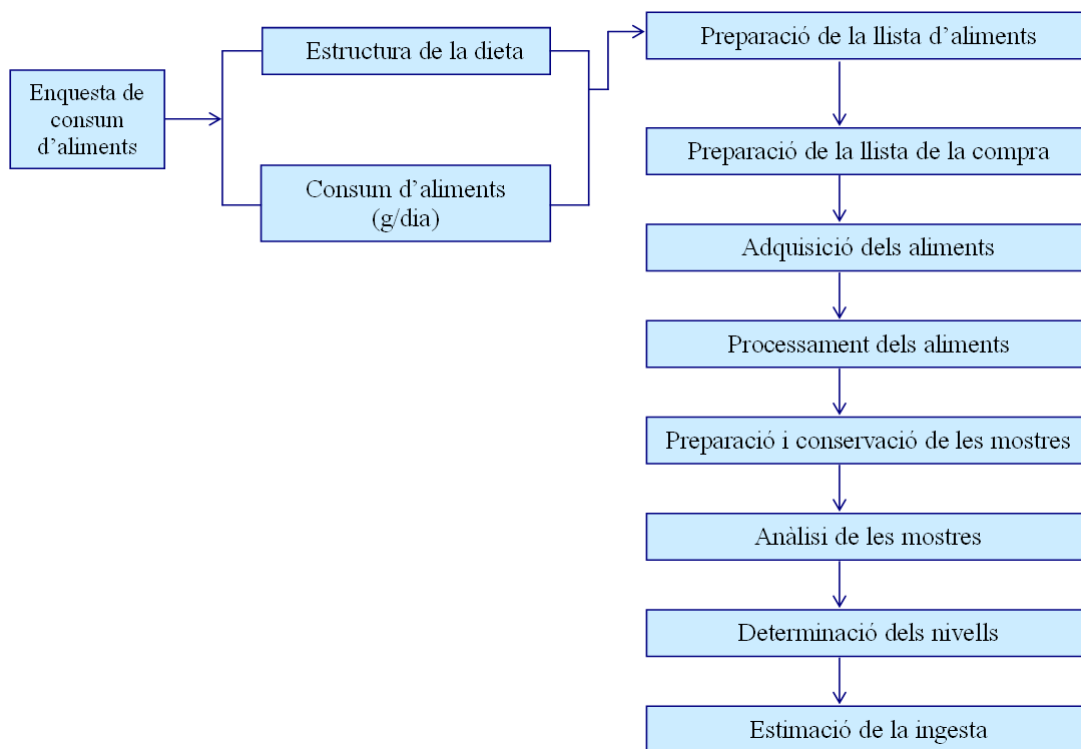 Enquesta de
consum
d’aliments
Estructura de la dieta
Consum d’aliments
(g/dia)
Preparació de la llista d’aliments
Preparació de la llista de la compra
Adquisició dels aliments
Processament dels aliments
Preparació i conservació de les mostres
Anàlisi de les mostres
Determinació dels nivells
Estimació de la ingesta